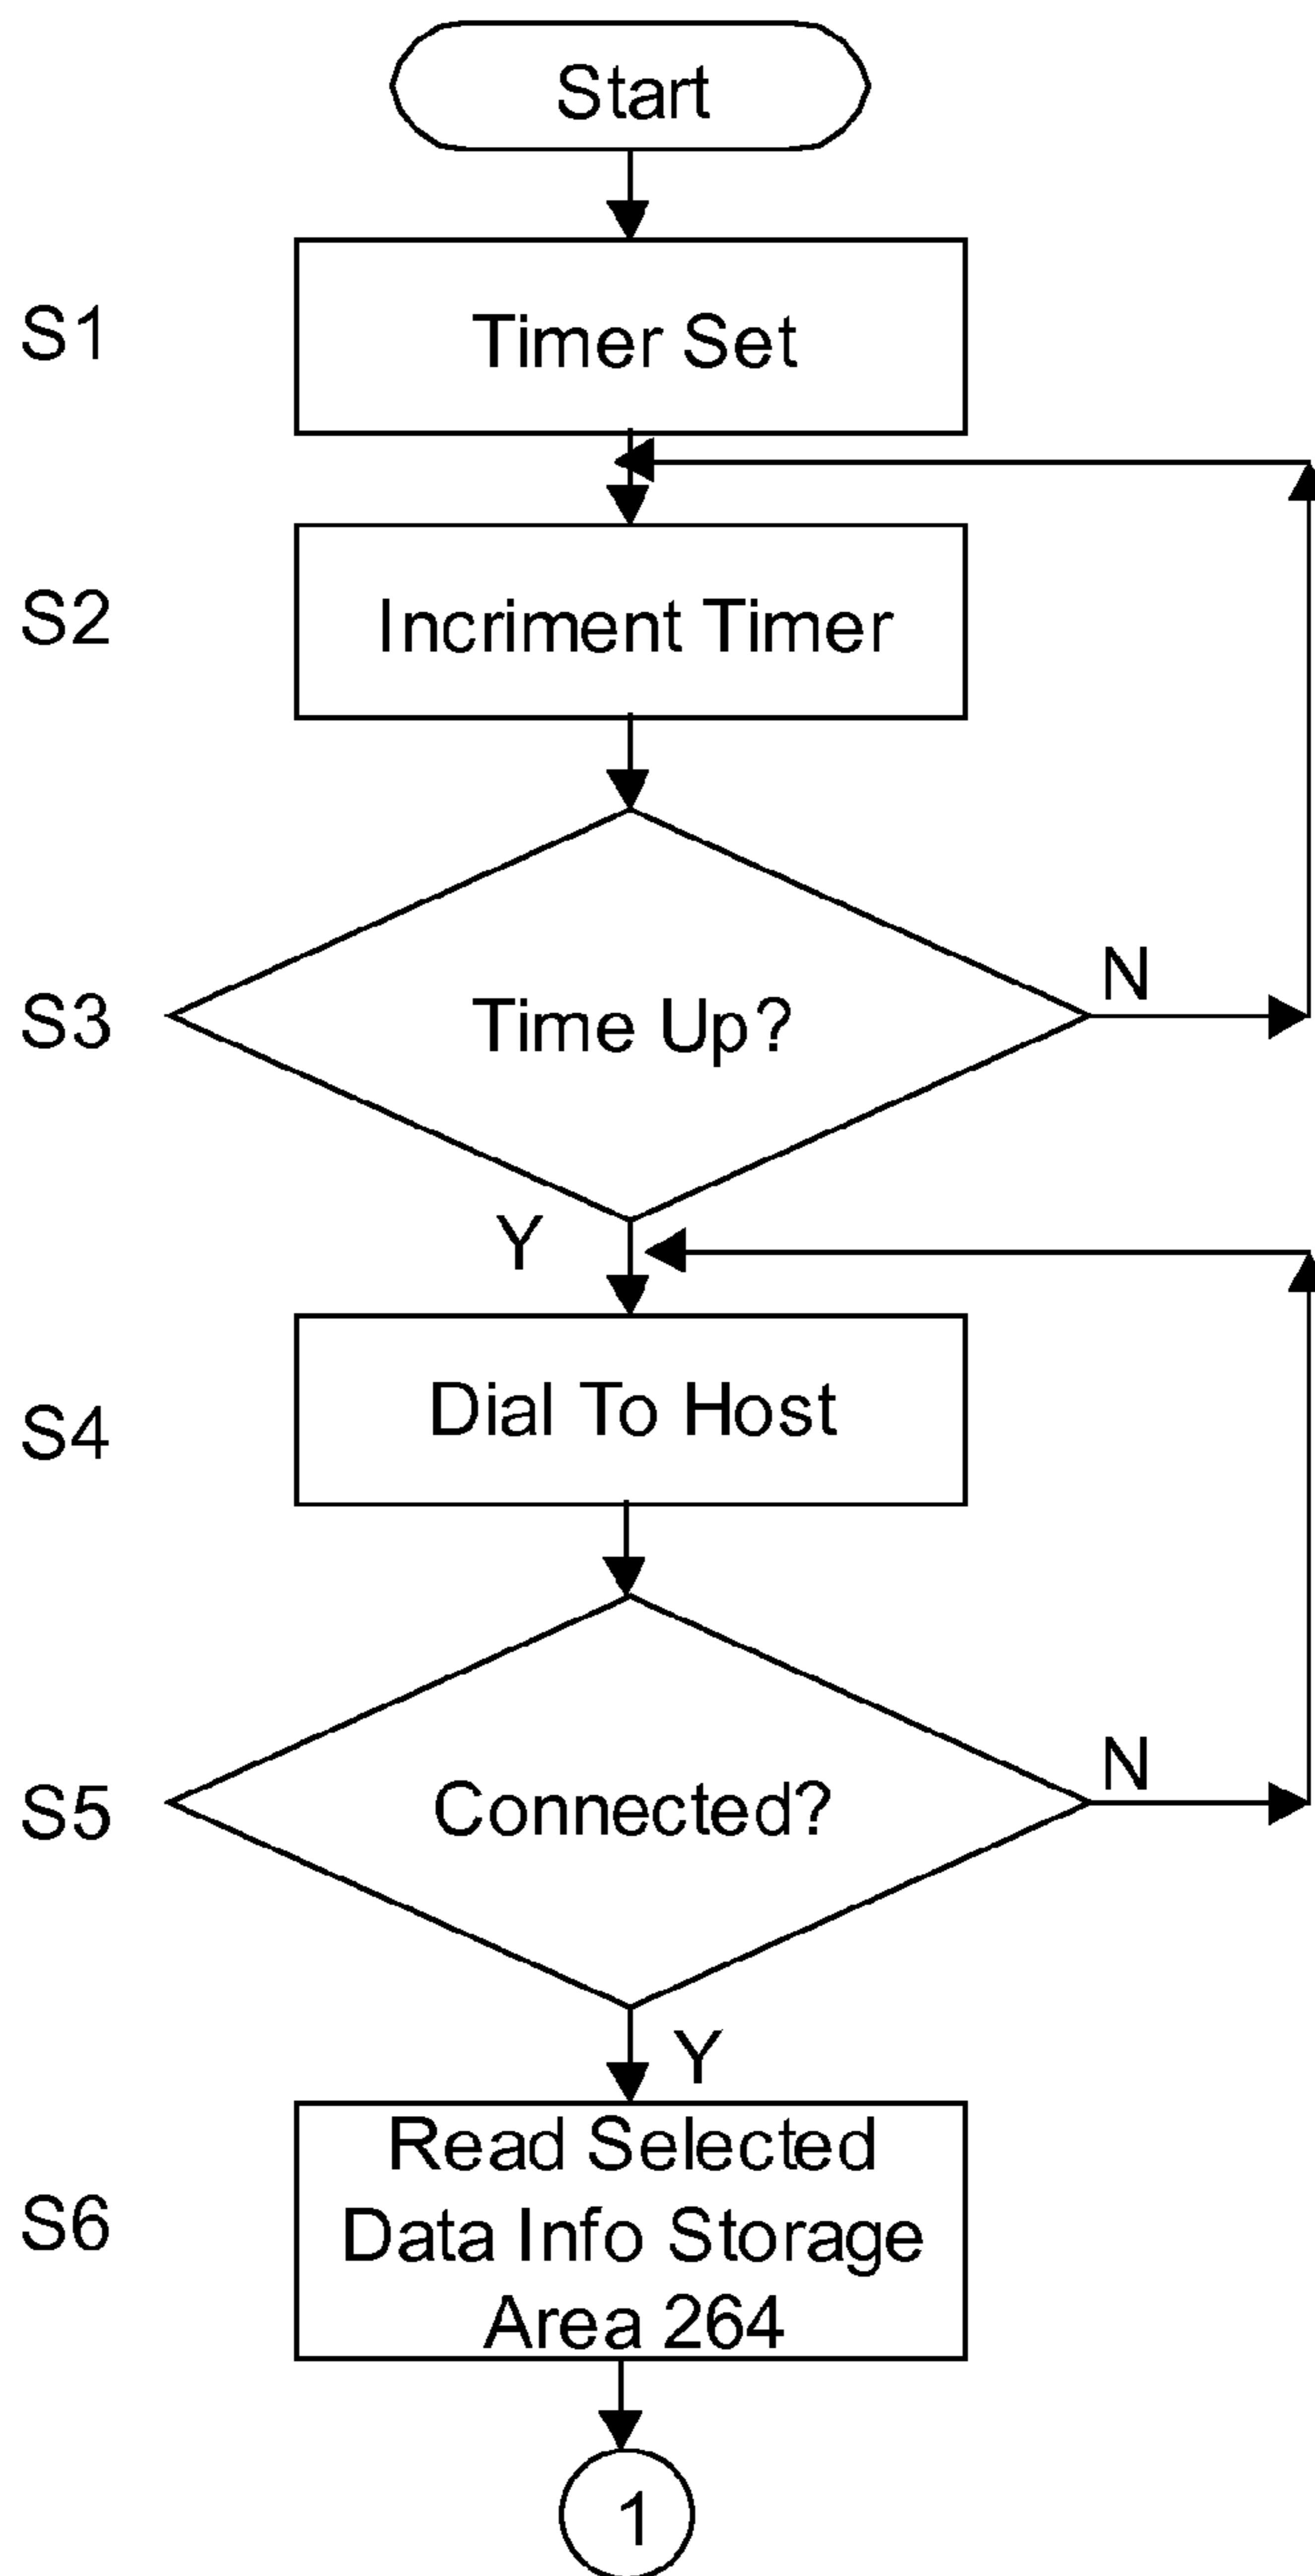 Start
S1
Timer Set
S2
Incriment Timer
S3
Time Up?
N
Y
S4
Dial To Host
S5
Connected?
N
Y
S6
Read Selected
Data Info Storage
Area 264
1